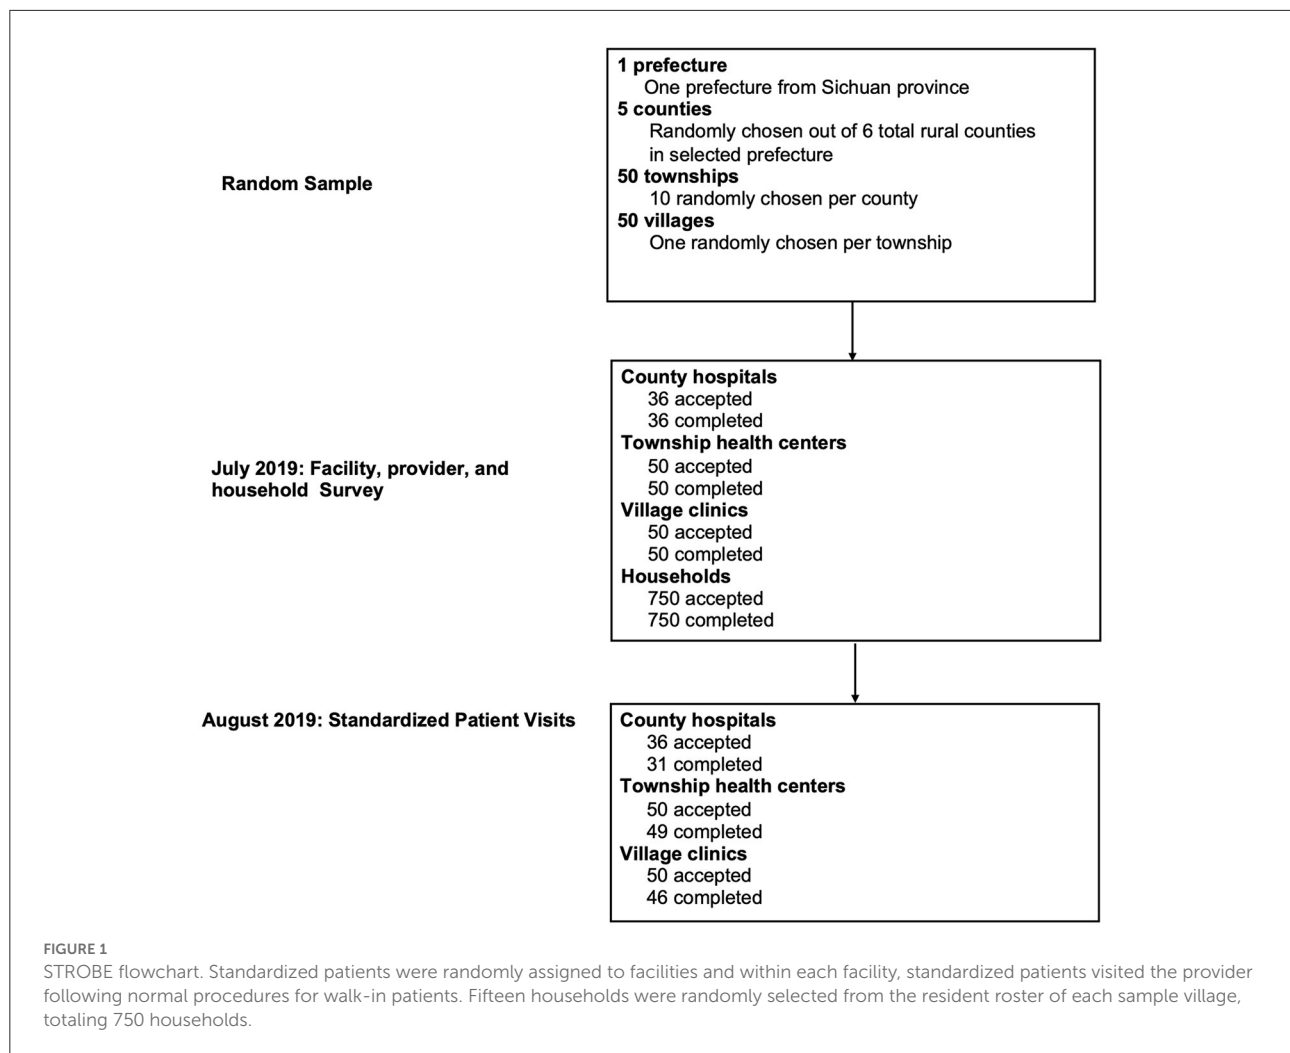 1 prefecture
One prefecture from Sichuan province
5 counties
Randomly chosen out of 6 total rural counties
in selected prefecture
Random Sample
50 townships
10 randomly chosen per county
50 villages
One randomly chosen per township
County hospitals
36 accepted
36 completed
Township health centers
50 accepted
50 completed
July 2019: Facility, provider, and
household Survey
Village clinics
50 accepted
50 completed
Households
750 accepted
750 completed
August 2019: Standardized Patient Visits
County hospitals
36 accepted
31 completed
Township health centers
50 accepted
49 completed
Village clinics
50 accepted
46 completed
FIGURE 1
STROBE flowchart. Standardized patients were randomly assigned to facilities and within each facility, standardized patients visited the provider
following normal procedures for walk-in patients. Fifteen households were randomly selected from the resident roster of each sample village,
totaling 750 households.